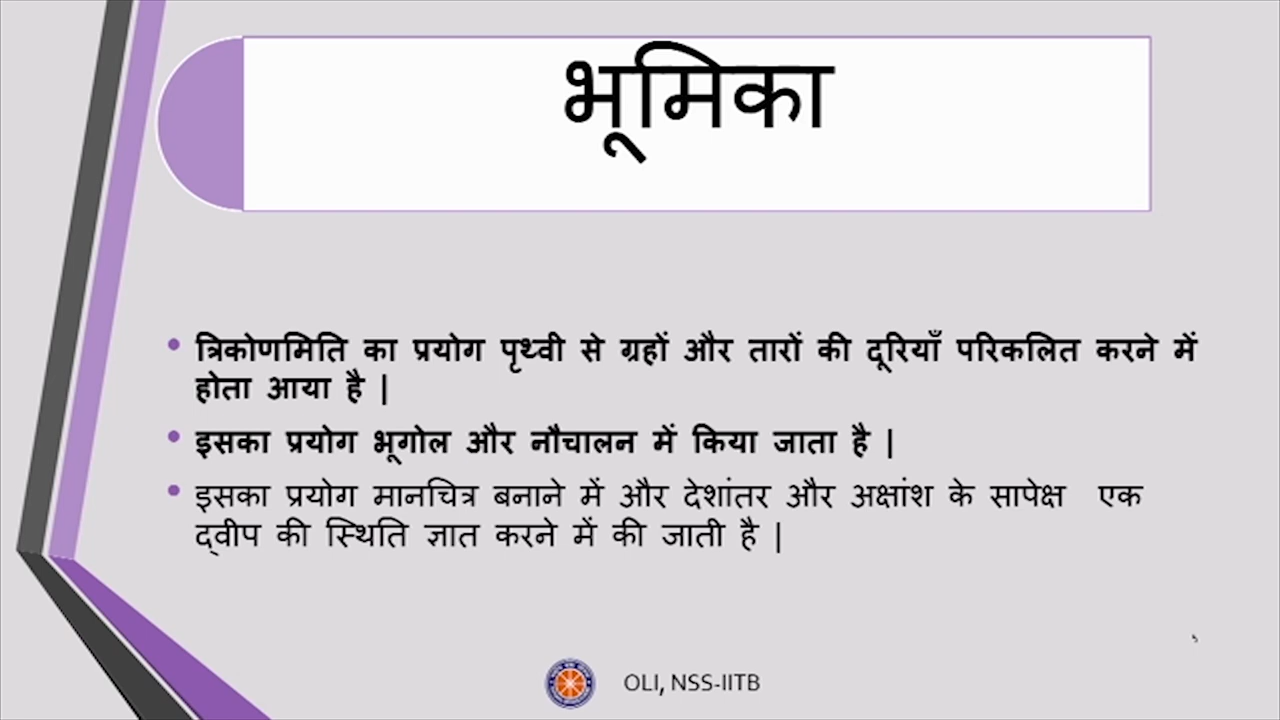 भूमिका
त्रिकोणमिति का प्रयोग पृथ्वी से ग्रहों और तारों की दूरियाँ परिकलित करने में
होता आया है |
इसका प्रयोग भूगोल और नौचालन में किया जाता है |
इसका प्रयोग मानचित्र बनाने में और देशांतर और अक्षांश के सापेक्ष एक
द्वीप की स्थिति ज्ञात करने में की जाती है |
OLI, NSS-IITB